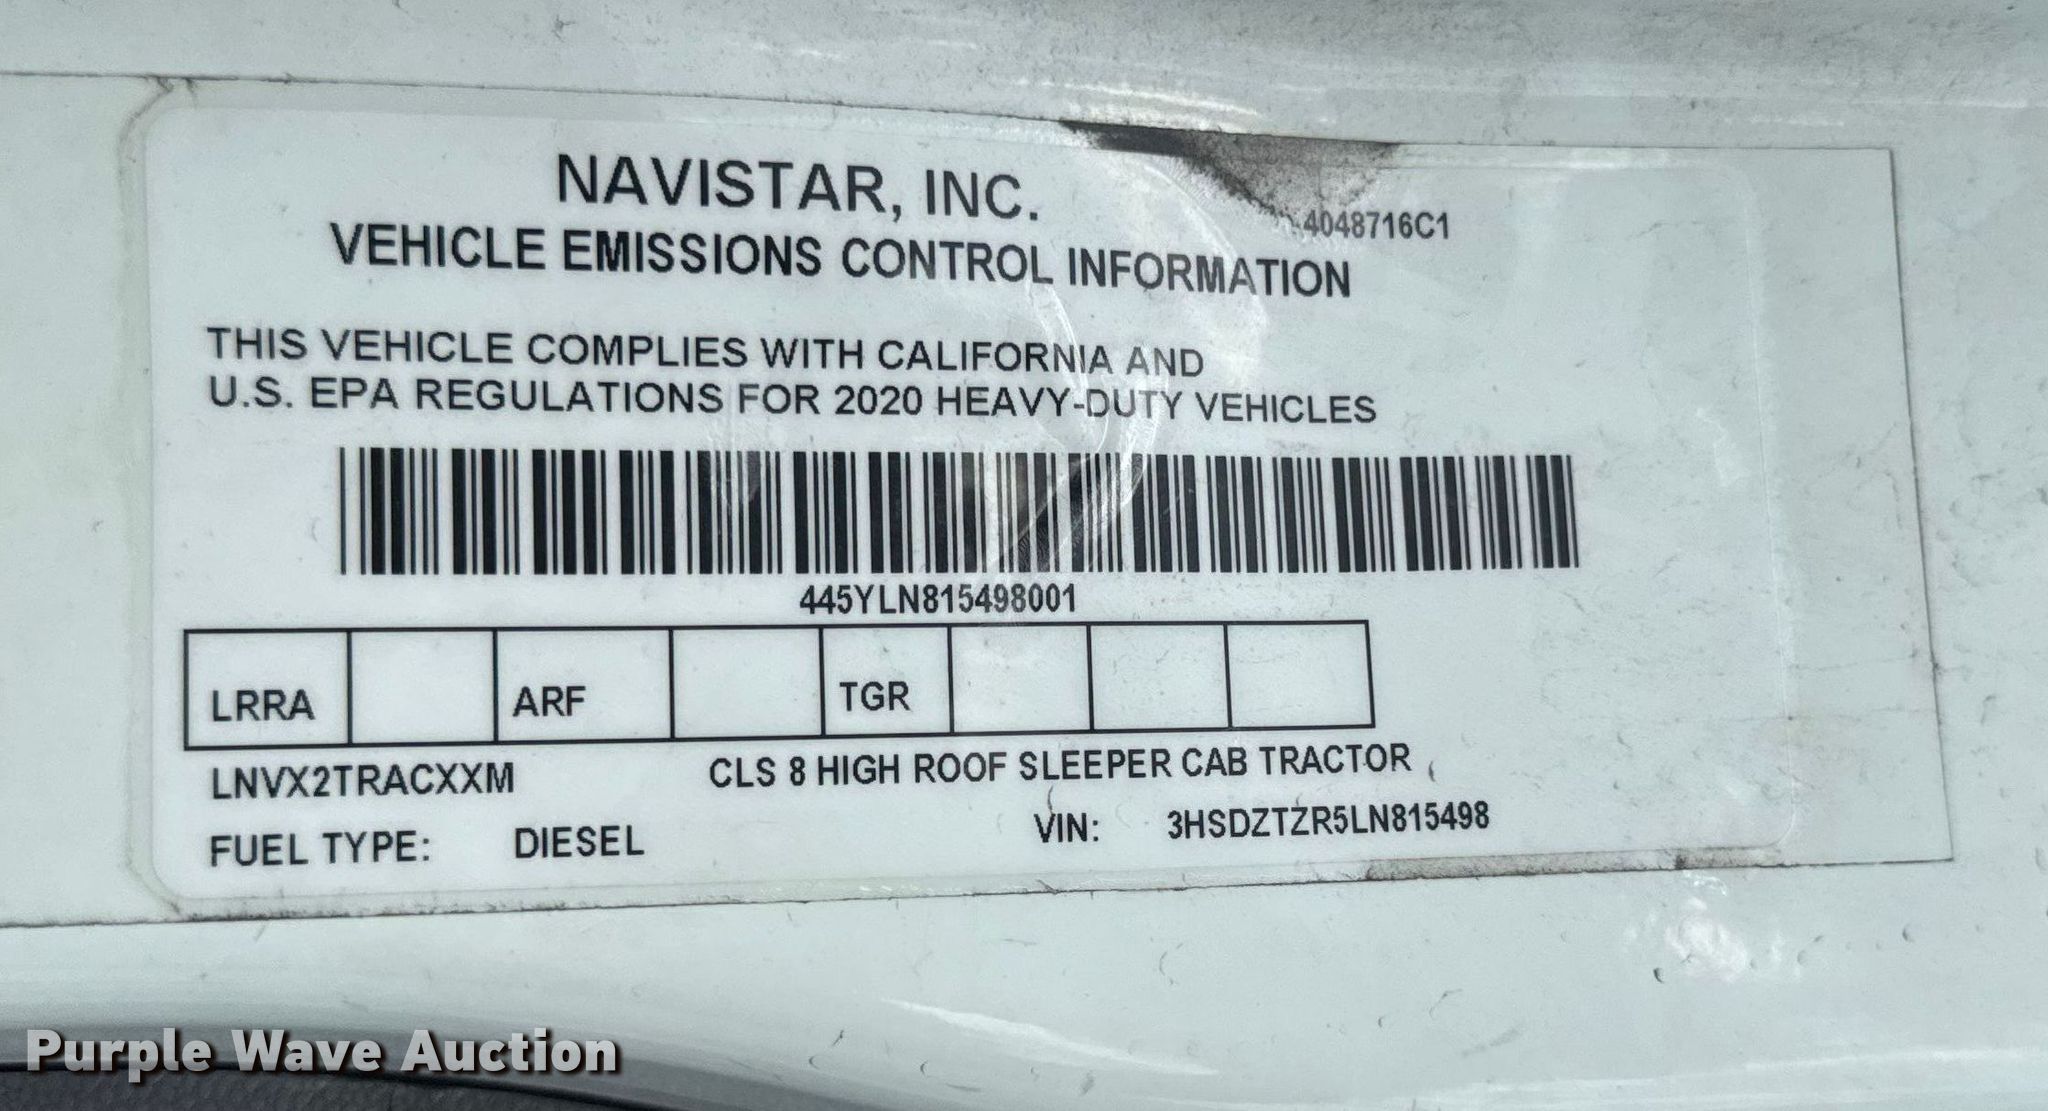 NAVISTAR, INC.
4048716C1
VEHICLE EMISSIONS CONTROL INFORMATION
THIS VEHICLE COMPLIES WITH CALIFORNIA AND
U.S. EPA REGULATIONS FOR 2020 HEAVY-DUTY VEHICLES
445YLN815498001
LRRA ARF TGR
LNVX2TRACXXM CLS 8 HIGH ROOF SLEEPER CAB TRACTOR
FUEL TYPE: DIESEL VIN: 3HSDZTZR5LN815498
Purple Wave Auction